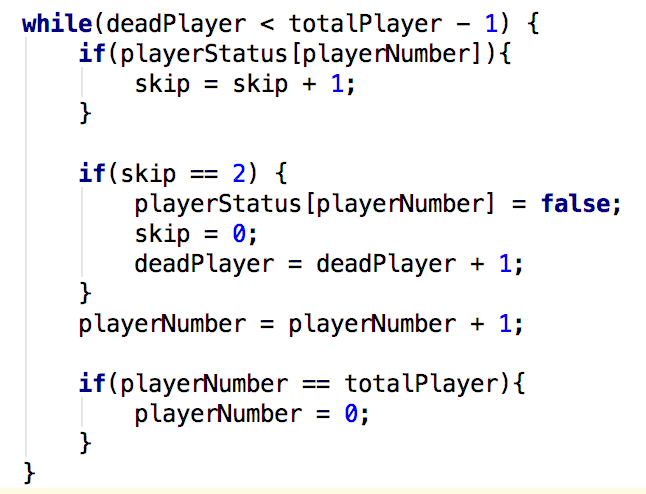 while(deadPlayer < totalPlayer - 1) {
    if(playerStatus[playerNumber]){
        skip = skip + 1;
    }

    if(skip == 2) {
        playerStatus[playerNumber] = false;
        skip = 0;
        deadPlayer = deadPlayer + 1;
    }
    playerNumber = playerNumber + 1;

    if(playerNumber == totalPlayer){
        playerNumber = 0;
    }
}